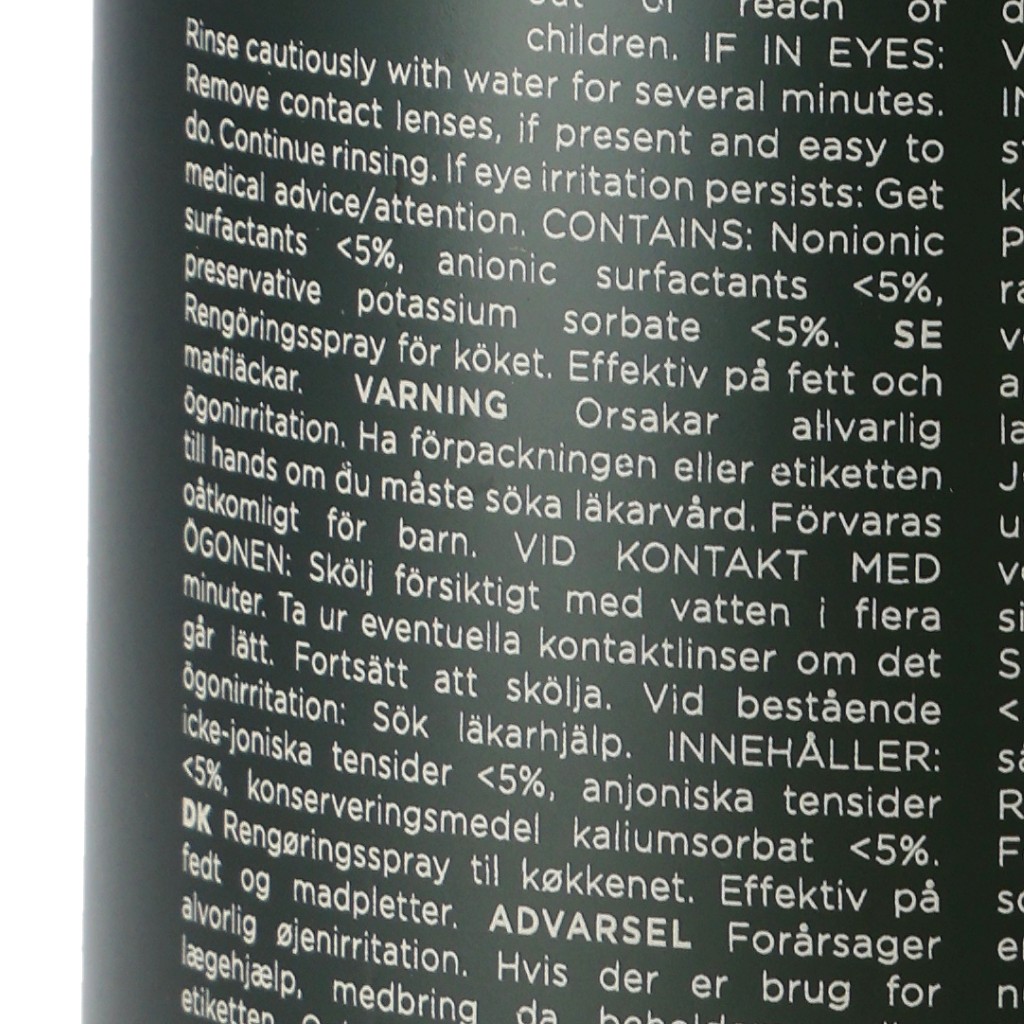 out of reach of
children. IF IN EYES:
Rinse cautiously with water for several minutes.
Remove contact lenses, if present and easy to
do. Continue rinsing. If eye irritation persists: Get
medical advice/attention. CONTAINS: Nonionic
surfactants <5%, anionic surfactants <5%,
preservative potassium sorbate <5%. SE
Rengöringsspray för köket. Effektiv på fett och
matfläckar. VARNING Orsakar allvarlig
ögonirritation. Ha förpackningen eller etiketten
till hands om du måste söka läkarvård. Förvaras
oåtkomligt för barn. VID KONTAKT MED
ÖGONEN: Skölj försiktigt med vatten i flera
minuter. Ta ur eventuella kontaktlinser om det
går lätt. Fortsätt att skölja. Vid bestående
ögonirritation: Sök läkarhjälp. INNEHÅLLER:
icke-joniska tensider <5%, anjoniska tensider
<5%, konserveringsmedel kaliumsorbat <5%.
DK Rengøringsspray til køkkenet. Effektiv på
fedt og madpletter. ADVARSEL Forårsager
alvorlig øjenirritation. Hvis der er brug for
lægehjælp, medbring da
etiketten.